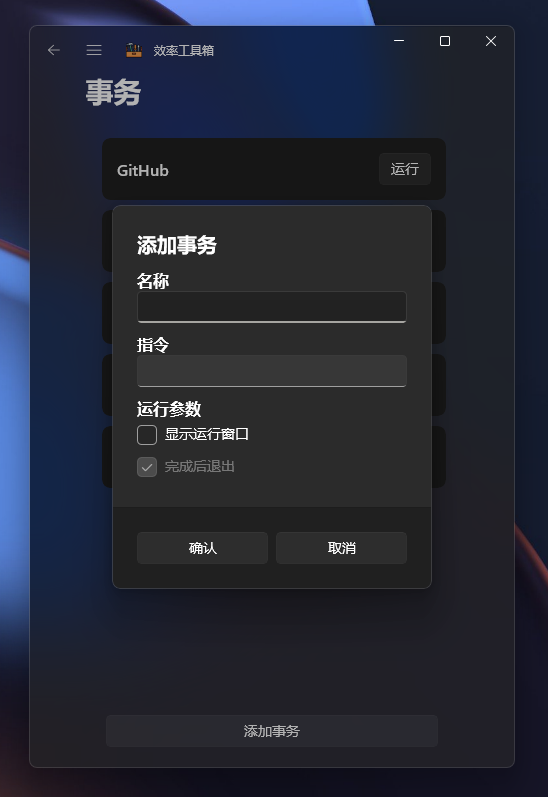 效率工具箱
事务
GitHub
运行
添加事务
名称
指令
运行参数
显示运行窗口
完成后退出
确认
取消
添加事务